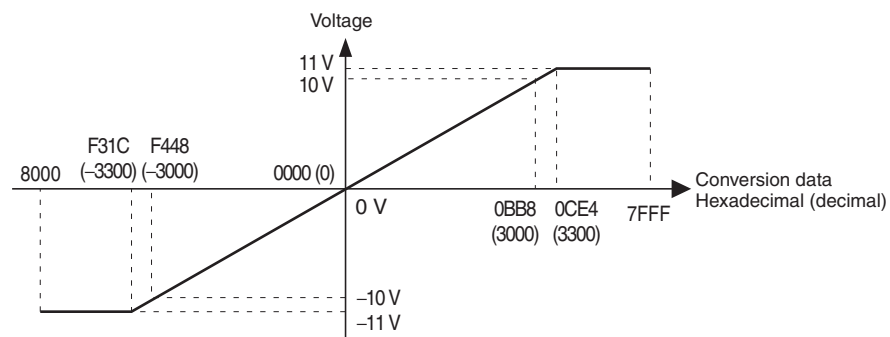 Voltage
11 V
10 V
F31C F448
8000 (–3300) (–3000) 0000 (0)
Conversion data
Hexadecimal (decimal)
0 V 0BB8 0CE4 7FFF
(3000) (3300)
–10 V
–11 V